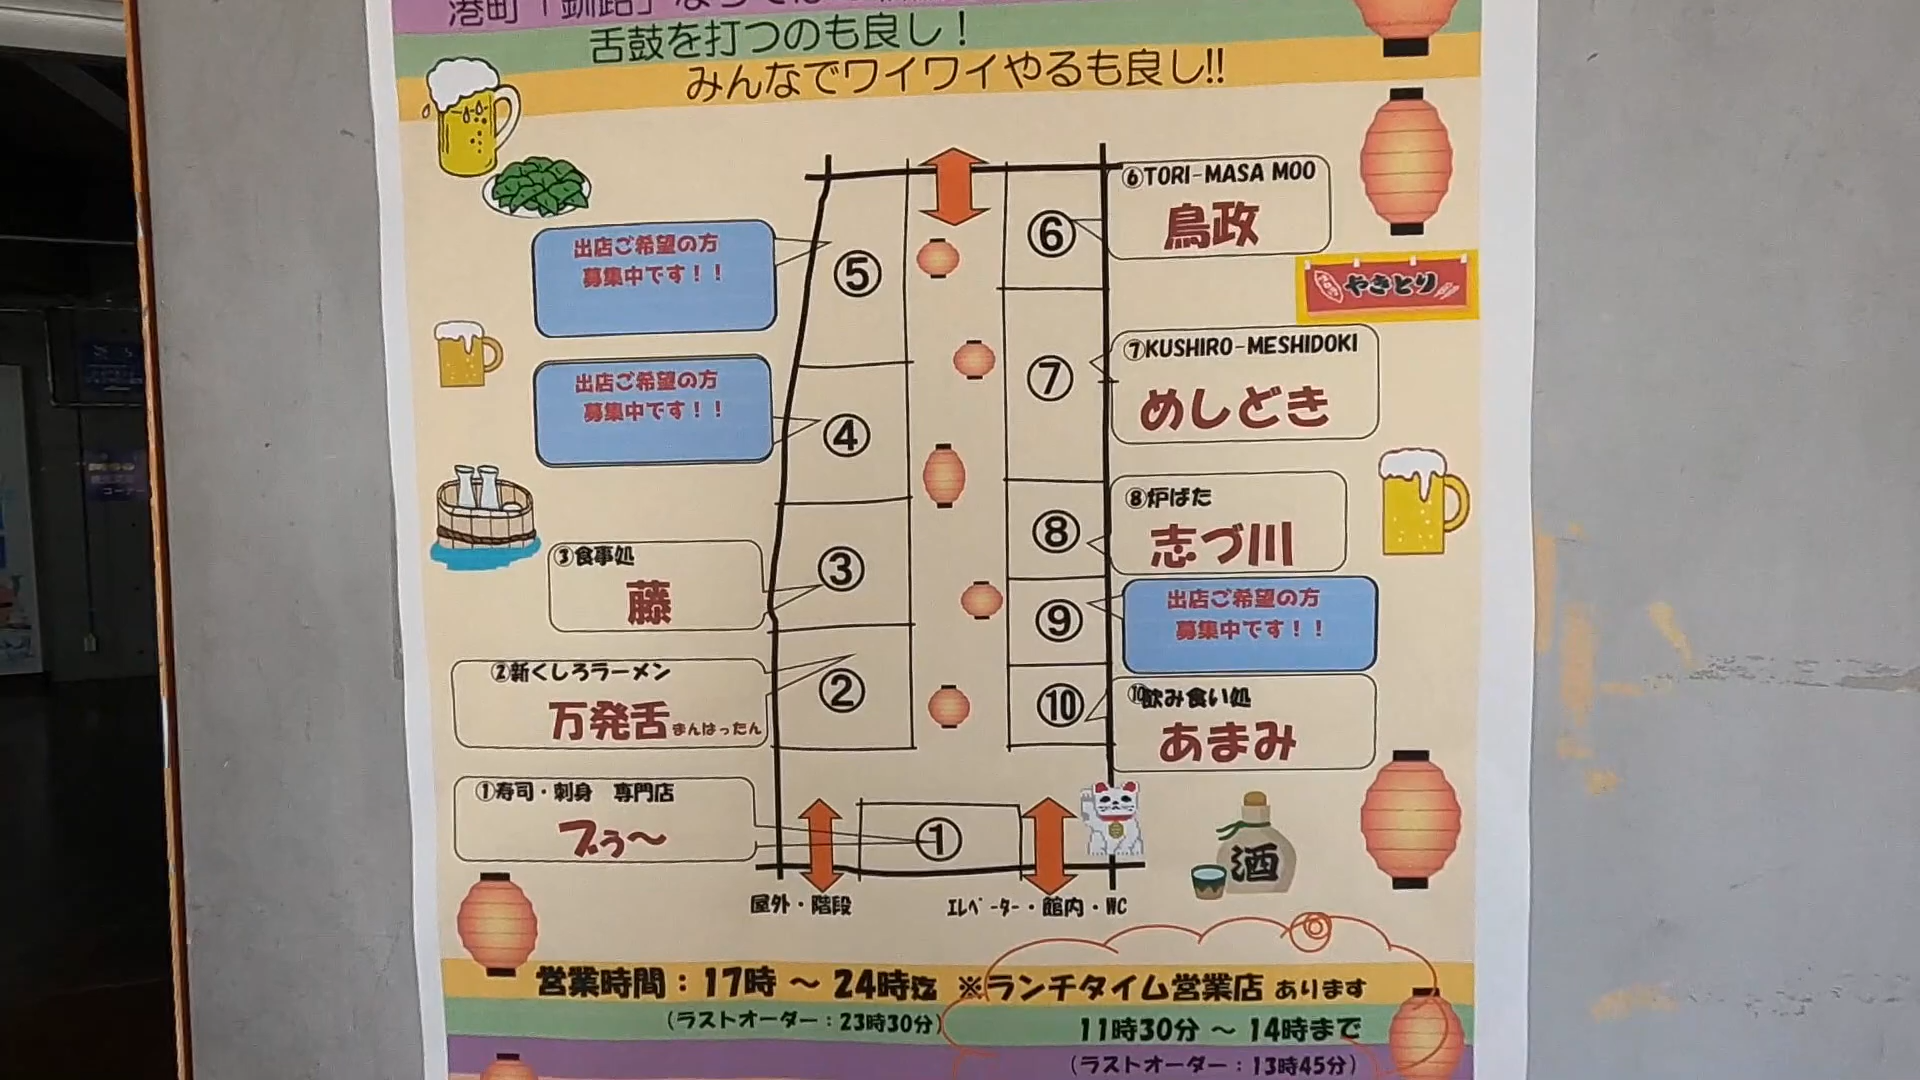 港町「釧路」ならでは
舌鼓を打つのも良し！
みんなでワイワイやるも良し!!
⑥TORI-MASA MOO
鳥政
やきとり
出店ご希望の方
募集中です！！
⑤
⑥
⑦KUSHIRO-MESHIDOKI
めしどき
出店ご希望の方
募集中です！！
④
⑦
⑧炉ばた
志づ川
③食事処
藤
③
⑧
出店ご希望の方
募集中です！！
⑨
②新くしろラーメン
万発舌 まんはったん
②
⑩
⑩飲み食い処
あまみ
①寿司・刺身 専門店
ブぅ～
①
酒
屋外・階段
ｴﾚﾍﾞｰﾀｰ・館内・WC
営業時間：17時 ～ 24時迄 ※ランチタイム営業店 あります
(ラストオーダー：23時30分)
11時30分 ～ 14時まで
(ラストオーダー：13時45分)